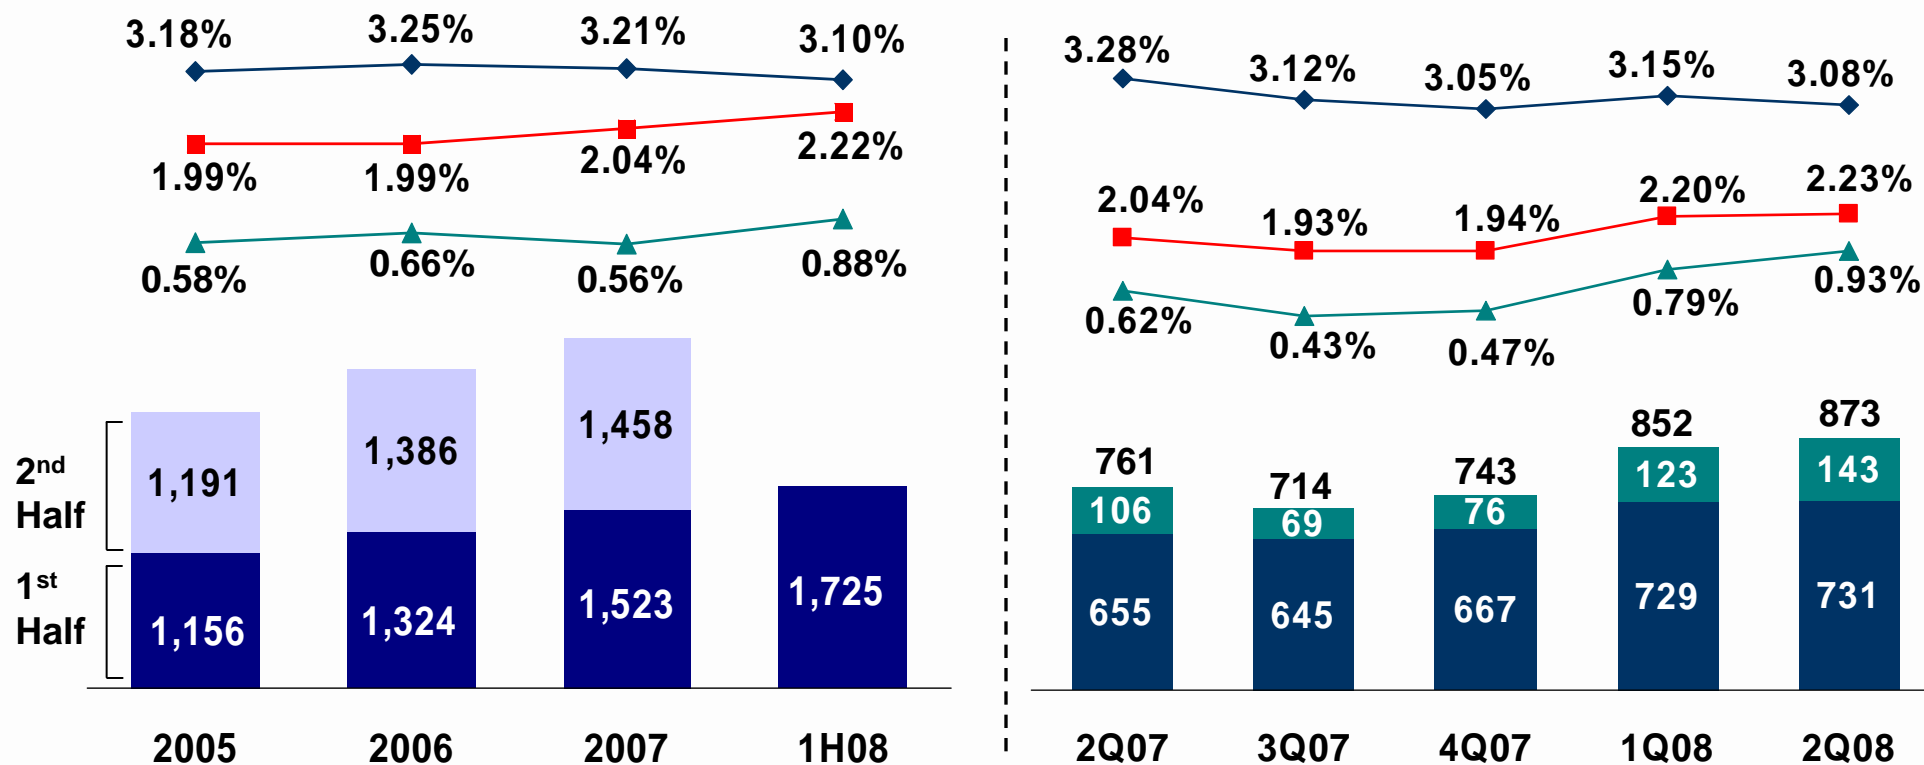 3.18% 3.25% 3.21% 3.10%
1.99% 1.99% 2.04% 2.22%
0.58% 0.66% 0.56% 0.88%
2nd
Half
1,191 1,386 1,458
1st
Half
1,156 1,324 1,523 1,725
2005 2006 2007 1H08
3.28% 3.12% 3.05% 3.15% 3.08%
2.04% 1.93% 1.94% 2.20% 2.23%
0.62% 0.43% 0.47% 0.79% 0.93%
761 714 743 852 873
106 69 76 123 143
655 645 667 729 731
2Q07 3Q07 4Q07 1Q08 2Q08